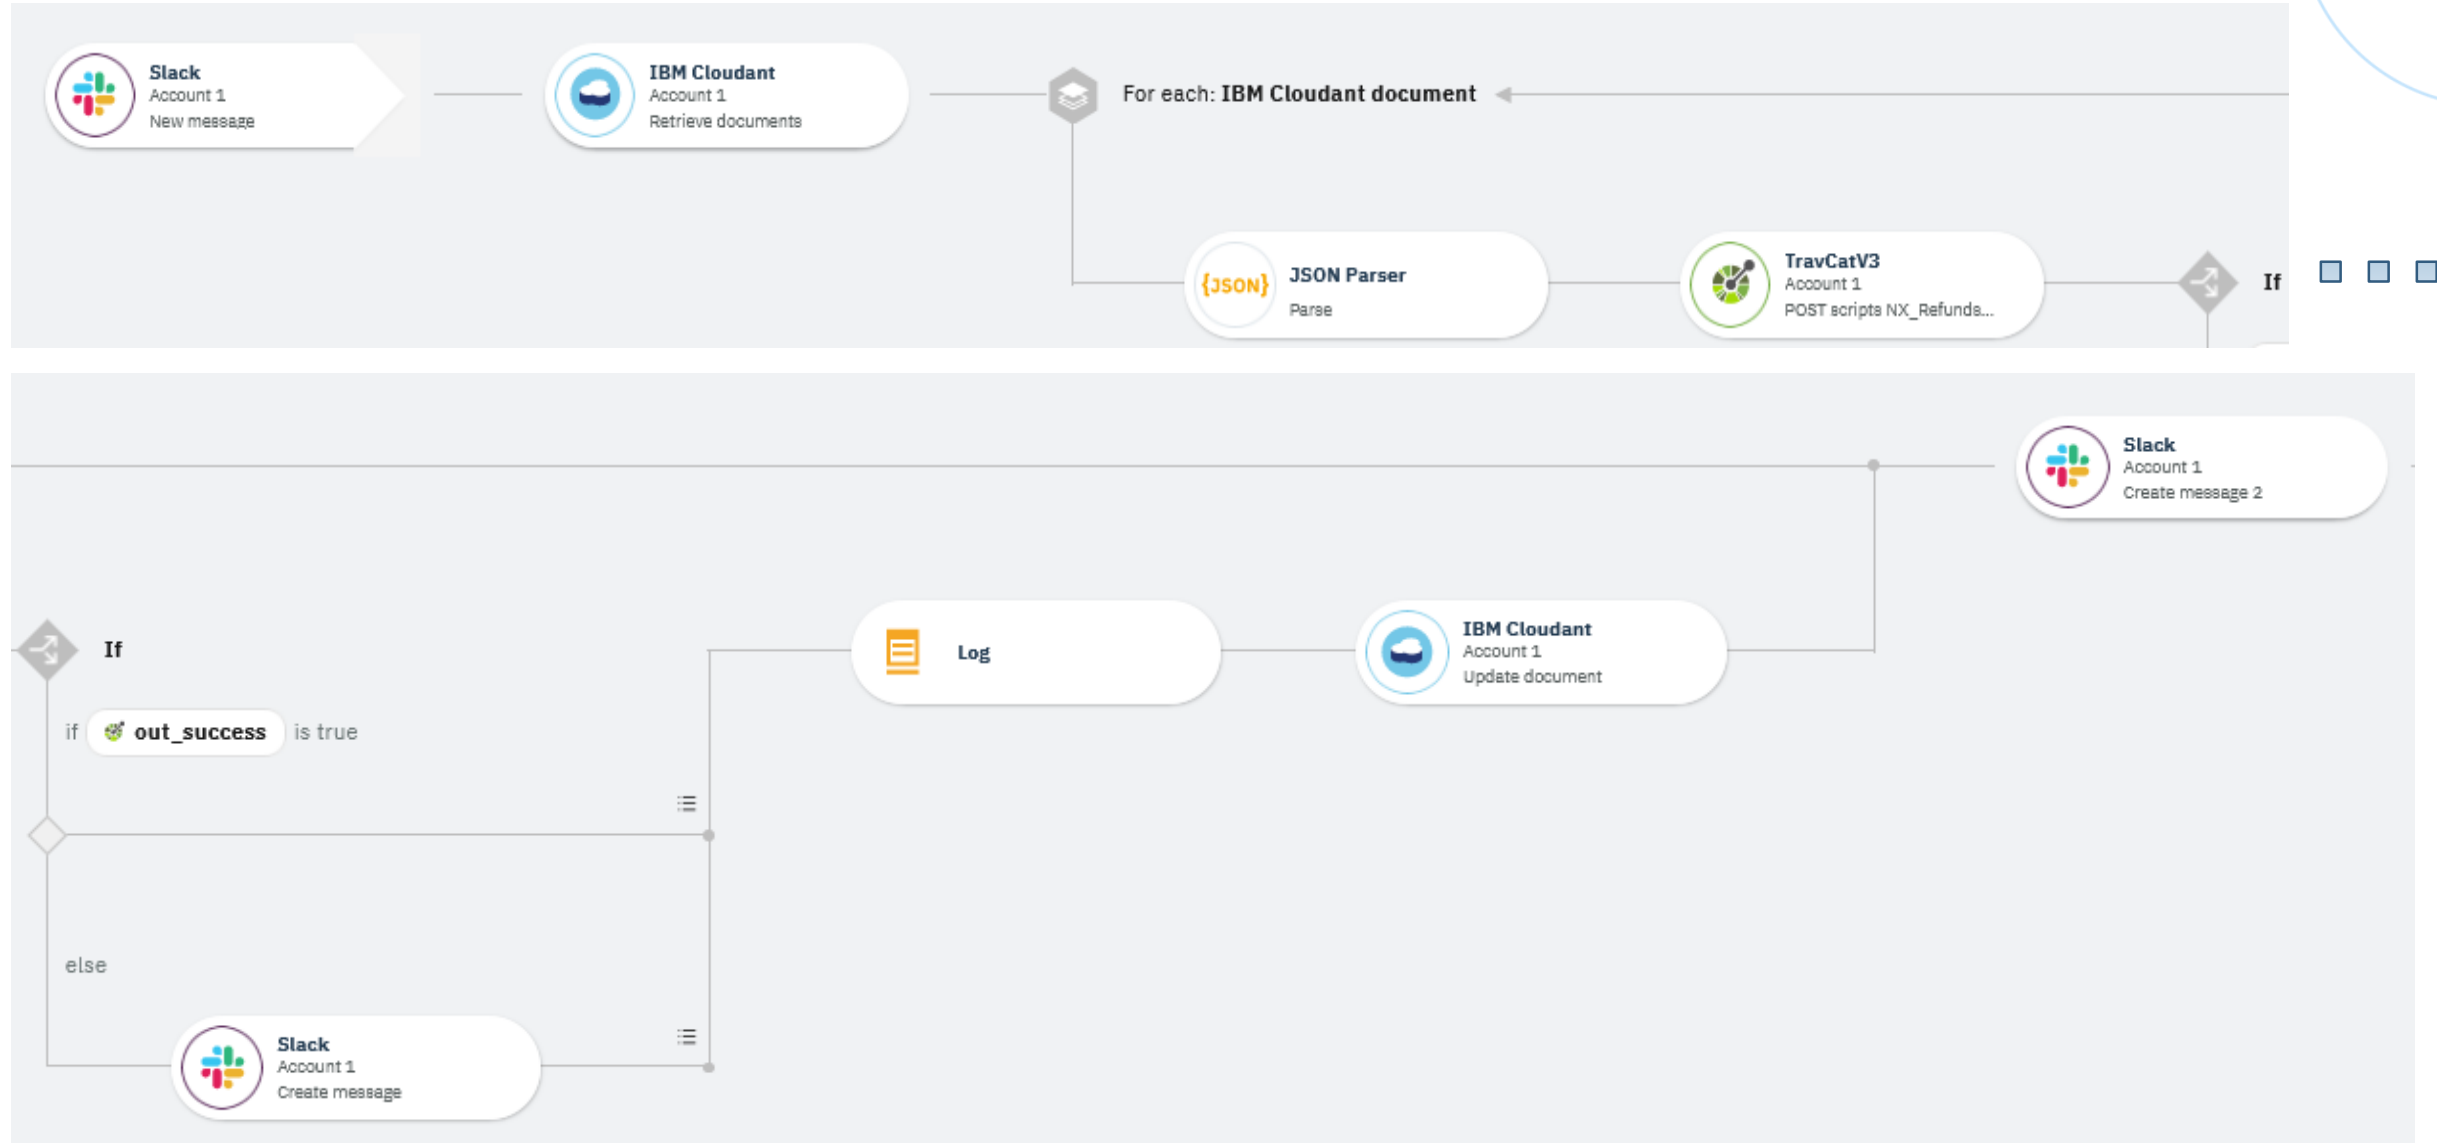 Slack
Account 1
New message
IBM Cloudant
Account 1
Retrieve documents
For each: IBM Cloudant document
{JSON}
JSON Parser
Parse
TravCatV3
Account 1
POST scripts NX_Refunds...
If
Slack
Account 1
Create message 2
If
if out_success is true
Log
IBM Cloudant
Account 1
Update document
else
Slack
Account 1
Create message